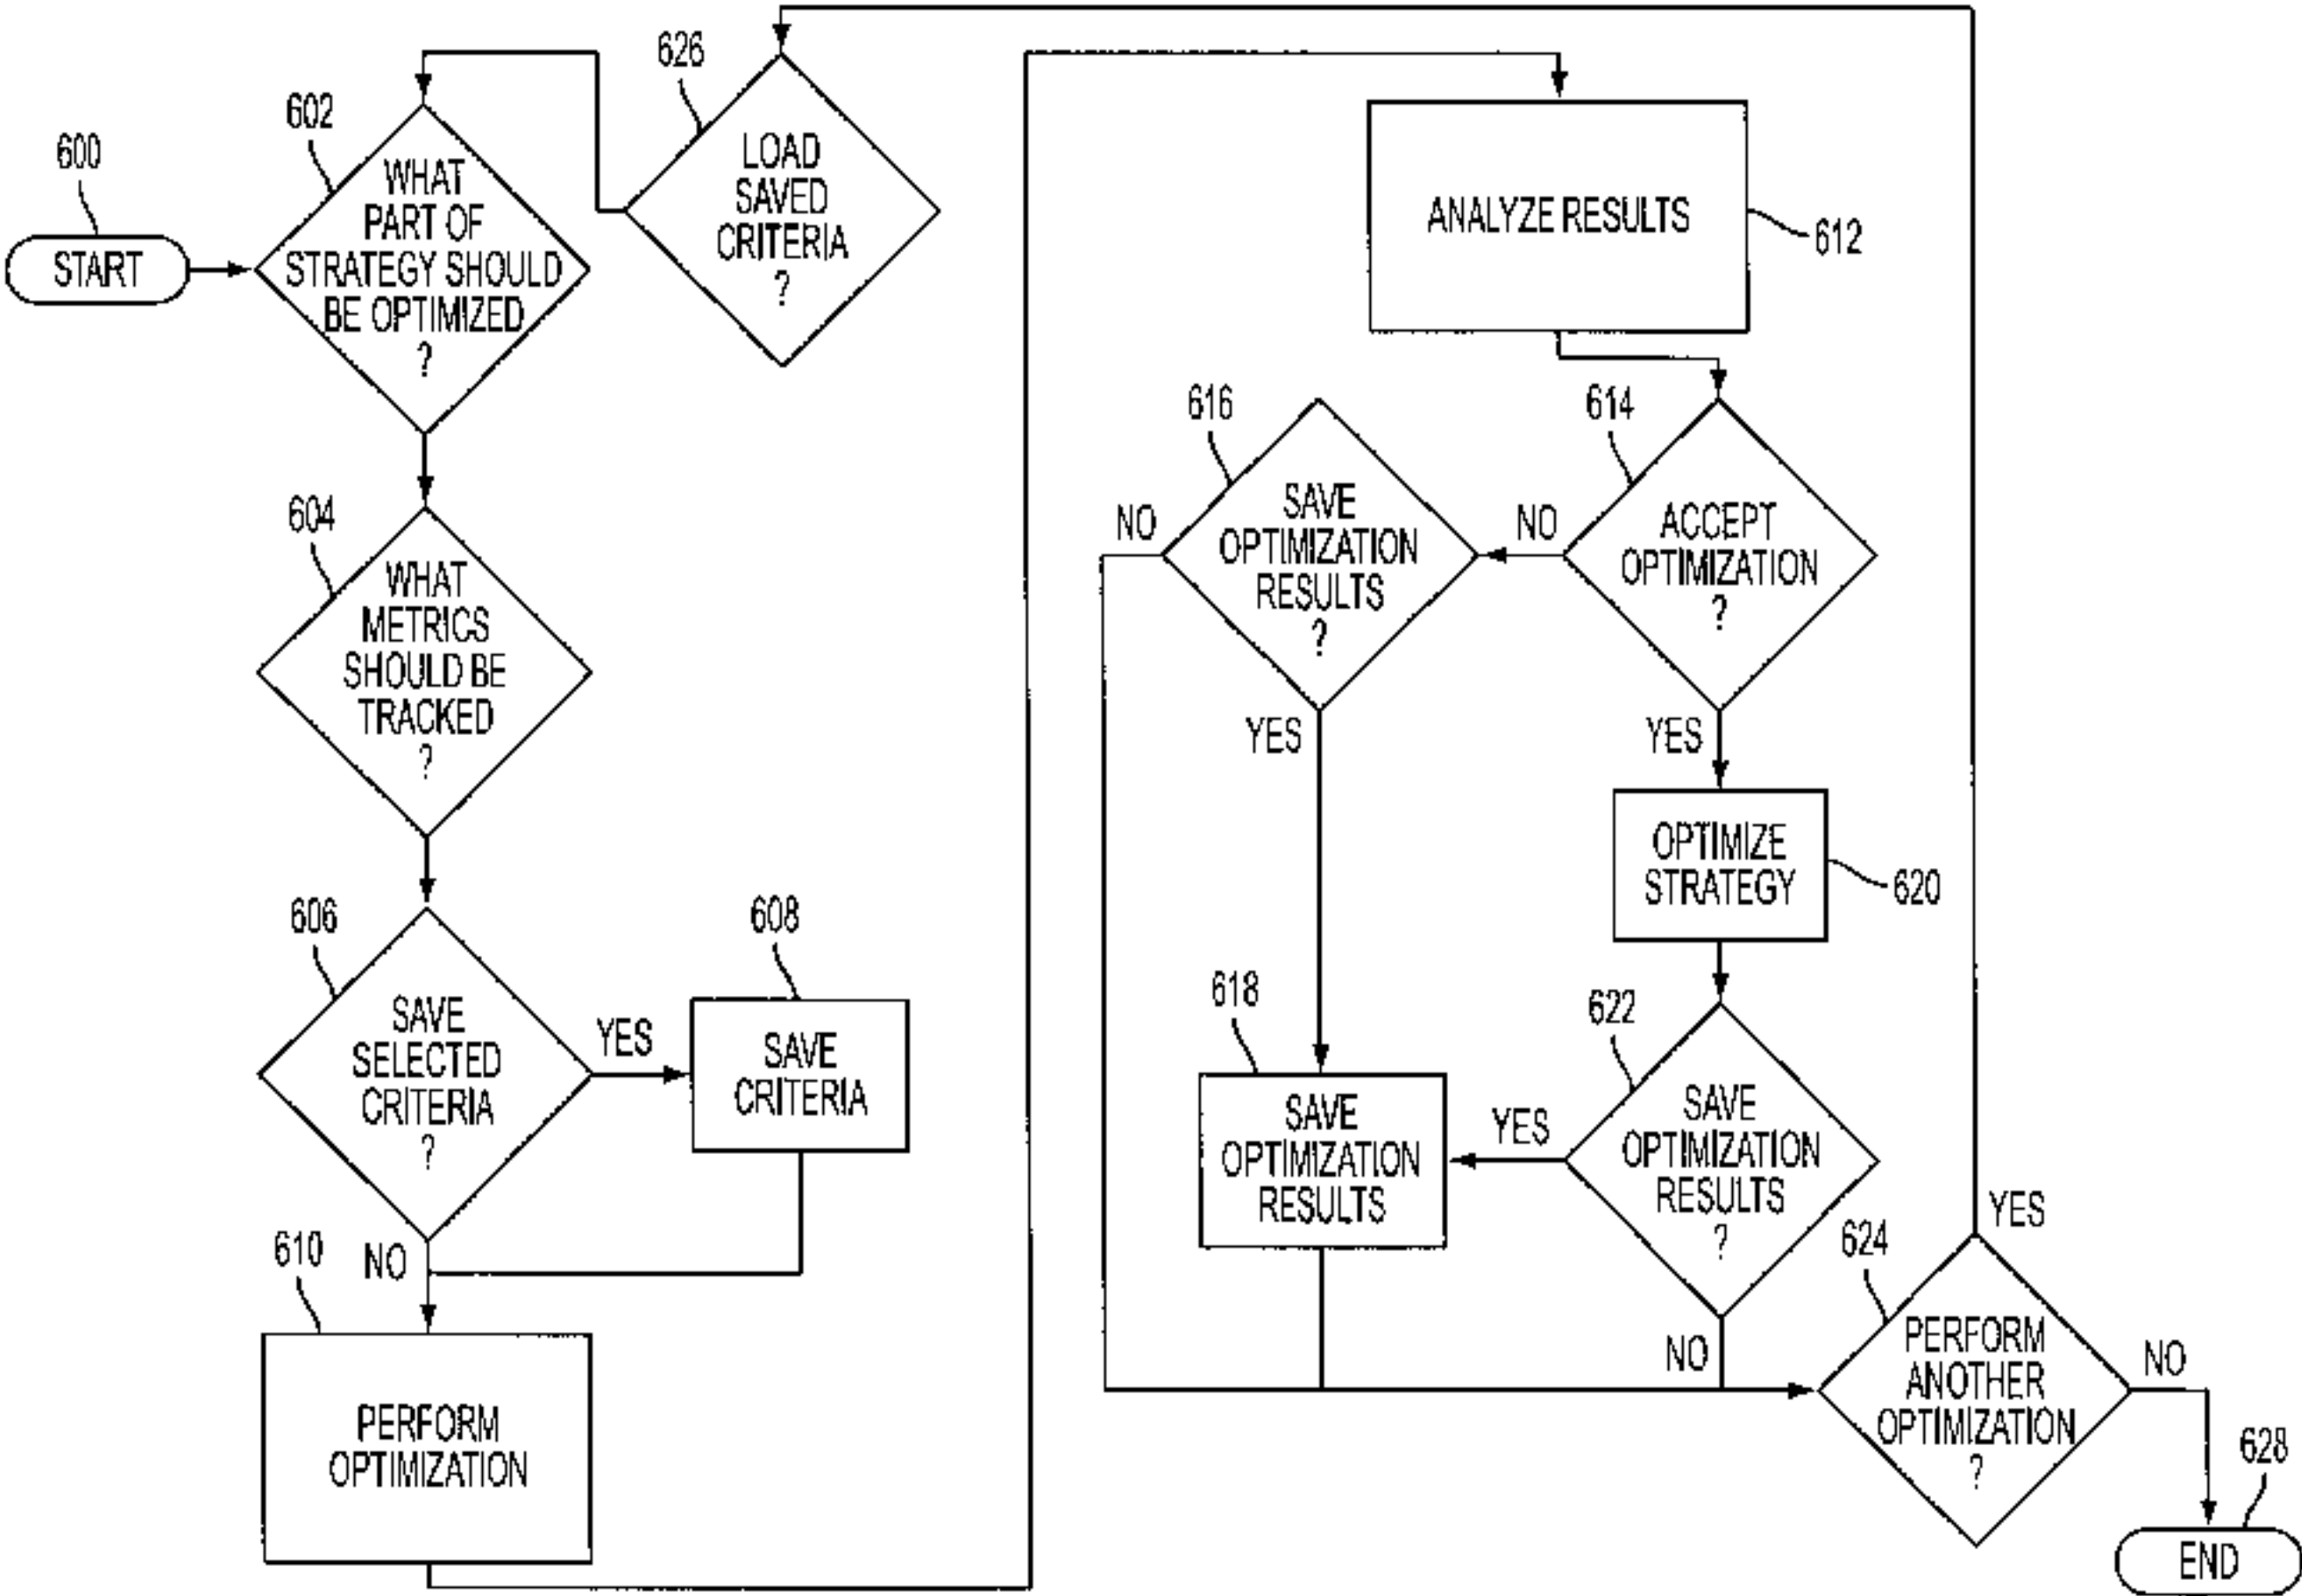 600
START
602
WHAT
PART OF
STRATEGY SHOULD
BE OPTIMIZED
?
626
LOAD
SAVED
CRITERIA
?
604
WHAT
METRICS
SHOULD BE
TRACKED
?
606
SAVE
SELECTED
CRITERIA
?
YES
608
SAVE
CRITERIA
NO
610
PERFORM
OPTIMIZATION
ANALYZE RESULTS
612
614
ACCEPT
OPTIMIZATION
?
NO
616
SAVE
OPTIMIZATION
RESULTS
?
NO
YES
YES
OPTIMIZE
STRATEGY
620
618
SAVE
OPTIMIZATION
RESULTS
622
SAVE
OPTIMIZATION
RESULTS
?
YES
NO
624
PERFORM
ANOTHER
OPTIMIZATION
?
YES
NO
628
END